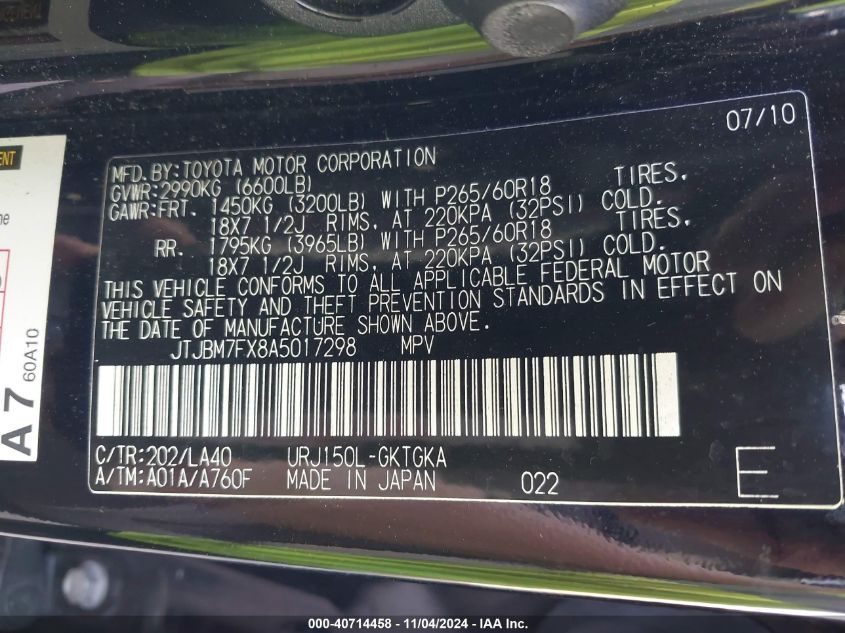 07/10
MFD.BY:TOYOTA MOTOR CORPORATION
GVWR:2990KG (6600LB)
GAWR:FRT. 1450KG (3200LB) WITH P265/60R18 TIRES.
18X7 1/2J RIMS, AT 220KPA (32PSI) COLD.
RR. 1795KG (3965LB) WITH P265/60R18 TIRES.
18X7 1/2J RIMS, AT 220KPA (32PSI) COLD.
THIS VEHICLE CONFORMS TO ALL APPLICABLE FEDERAL MOTOR
VEHICLE SAFETY AND THEFT PREVENTION STANDARDS IN EFFECT ON
THE DATE OF MANUFACTURE SHOWN ABOVE.
JTJBM7FX8A5017298 MPV
C/TR:202/LA40 URJ150L-GKTGKA
A/TM:A01A/A760F MADE IN JAPAN 022 E
A7 60A10
000-40714458 - 11/04/2024 - IAA Inc.